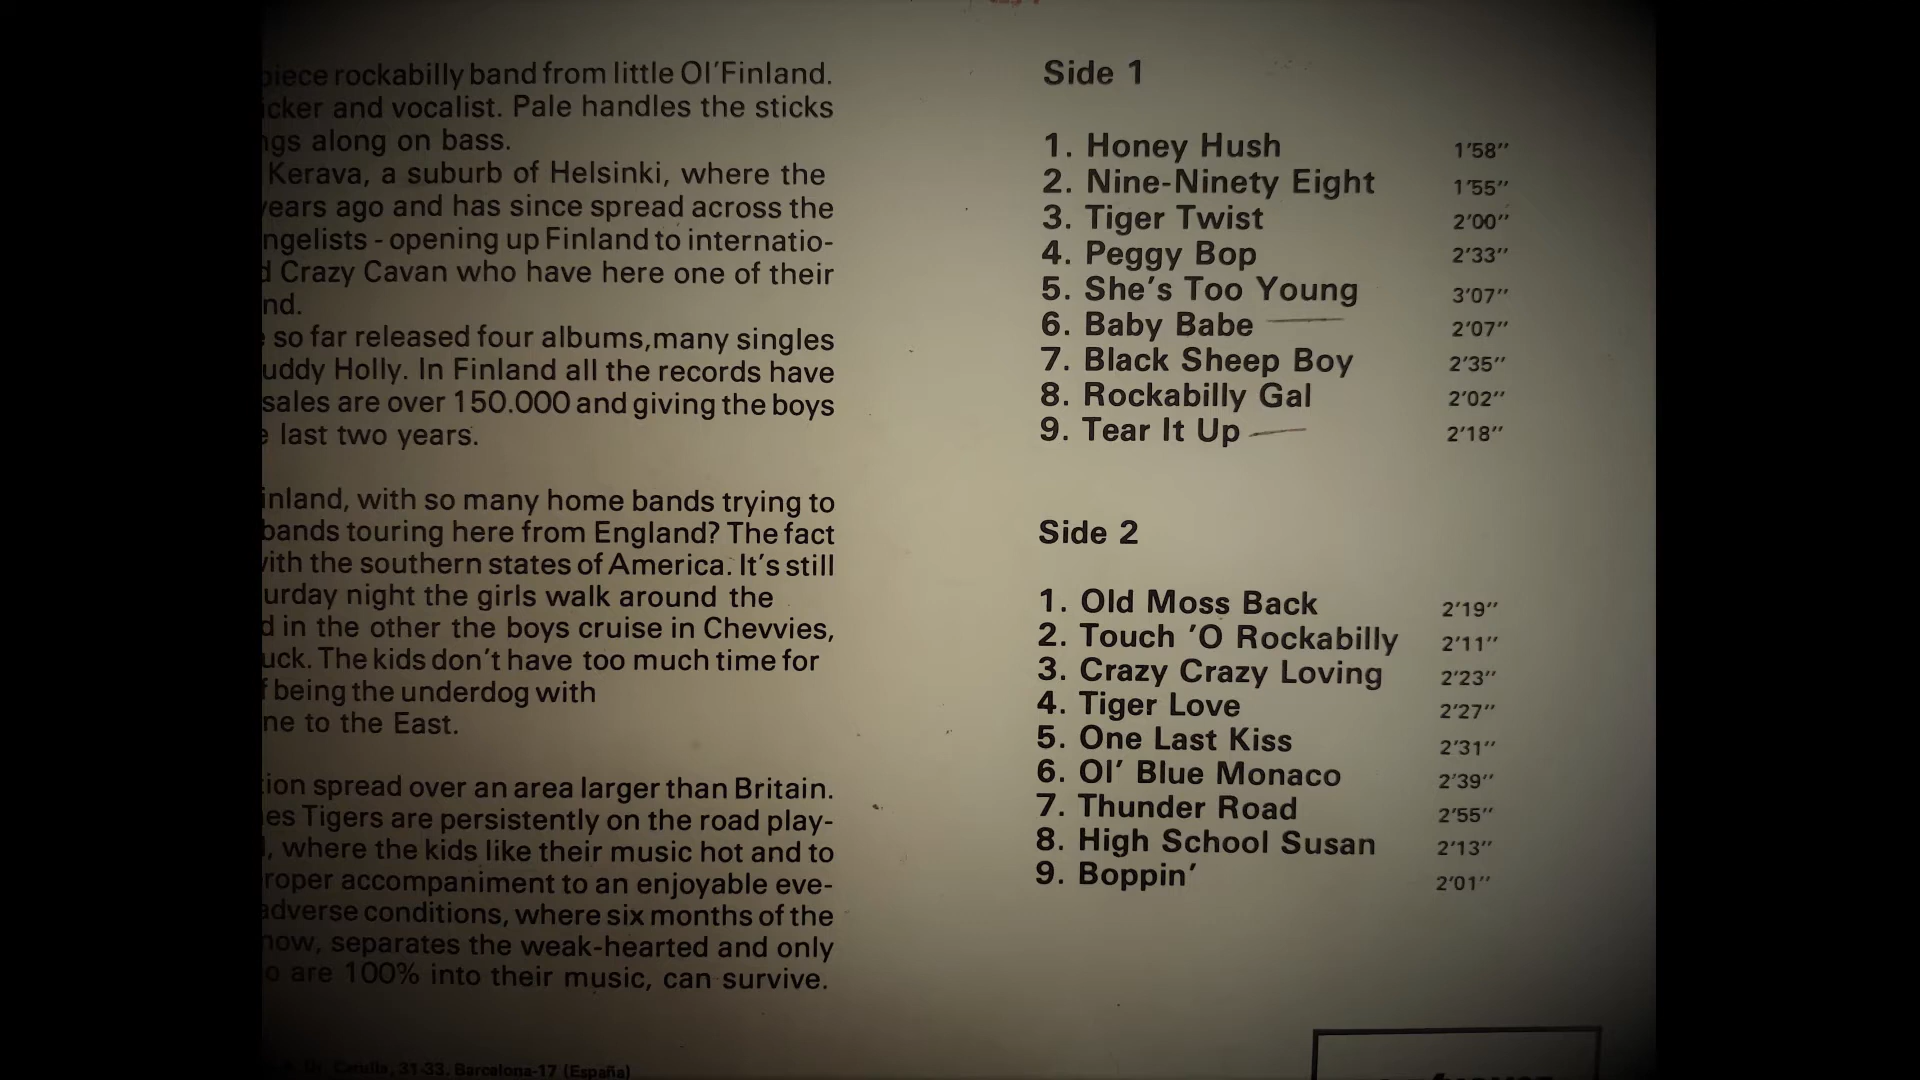 piece rockabilly band from little Ol'Finland.
icker and vocalist. Pale handles the sticks
ngs along on bass.
Kerava, a suburb of Helsinki, where the
years ago and has since spread across the
ngelists - opening up Finland to internatio-
d Crazy Cavan who have here one of their
nd.
so far released four albums,many singles
uddy Holly. In Finland all the records have
sales are over 150.000 and giving the boys
e last two years.
inland, with so many home bands trying to
bands touring here from England? The fact
with the southern states of America. It's still
urday night the girls walk around the
d in the other the boys cruise in Chevvies,
uck. The kids don't have too much time for
f being the underdog with
ne to the East.
tion spread over an area larger than Britain.
es Tigers are persistently on the road play-
, where the kids like their music hot and to
roper accompaniment to an enjoyable eve-
adverse conditions, where six months of the
now, separates the weak-hearted and only
o are 100% into their music, can survive.
31-33. Barcelona-17 (España)
Side 1
1. Honey Hush 1'58''
2. Nine-Ninety Eight 1'55''
3. Tiger Twist 2'00''
4. Peggy Bop 2'33''
5. She's Too Young 3'07''
6. Baby Babe 2'07''
7. Black Sheep Boy 2'35''
8. Rockabilly Gal 2'02''
9. Tear It Up 2'18''
Side 2
1. Old Moss Back 2'19''
2. Touch 'O Rockabilly 2'11''
3. Crazy Crazy Loving 2'23''
4. Tiger Love 2'27''
5. One Last Kiss 2'31''
6. Ol' Blue Monaco 2'39''
7. Thunder Road 2'55''
8. High School Susan 2'13''
9. Boppin' 2'01''